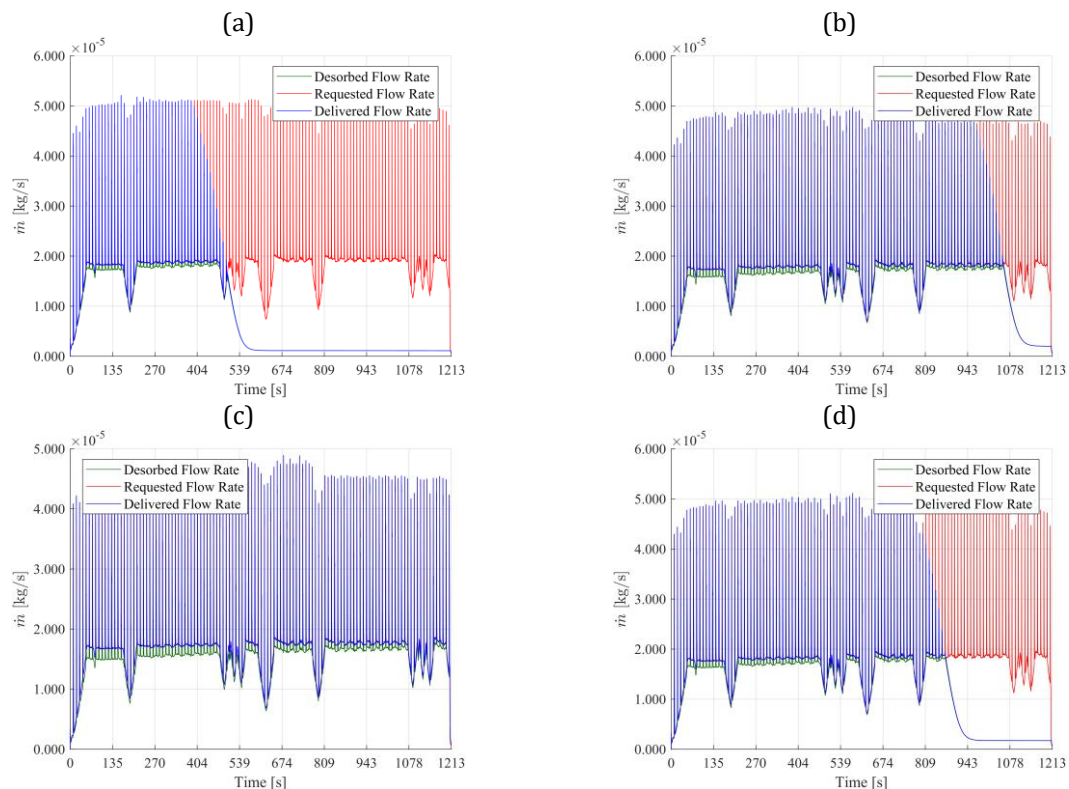 (a)
×10⁻⁵
6.000
5.000
4.000
3.000
2.000
1.000
0.000
ṁ [kg/s]
Desorbed Flow Rate
Requested Flow Rate
Delivered Flow Rate
0 135 270 404 539 674 809 943 1078 1213
Time [s]
(b)
×10⁻⁵
6.000
5.000
4.000
3.000
2.000
1.000
0.000
ṁ [kg/s]
Desorbed Flow Rate
Requested Flow Rate
Delivered Flow Rate
0 135 270 404 539 674 809 943 1078 1213
Time [s]
(c)
×10⁻⁵
5.000
4.000
3.000
2.000
1.000
0.000
ṁ [kg/s]
Desorbed Flow Rate
Requested Flow Rate
Delivered Flow Rate
0 135 270 404 539 674 809 943 1078 1213
Time [s]
(d)
×10⁻⁵
6.000
5.000
4.000
3.000
2.000
1.000
0.000
ṁ [kg/s]
Desorbed Flow Rate
Requested Flow Rate
Delivered Flow Rate
0 135 270 404 539 674 809 943 1078 1213
Time [s]